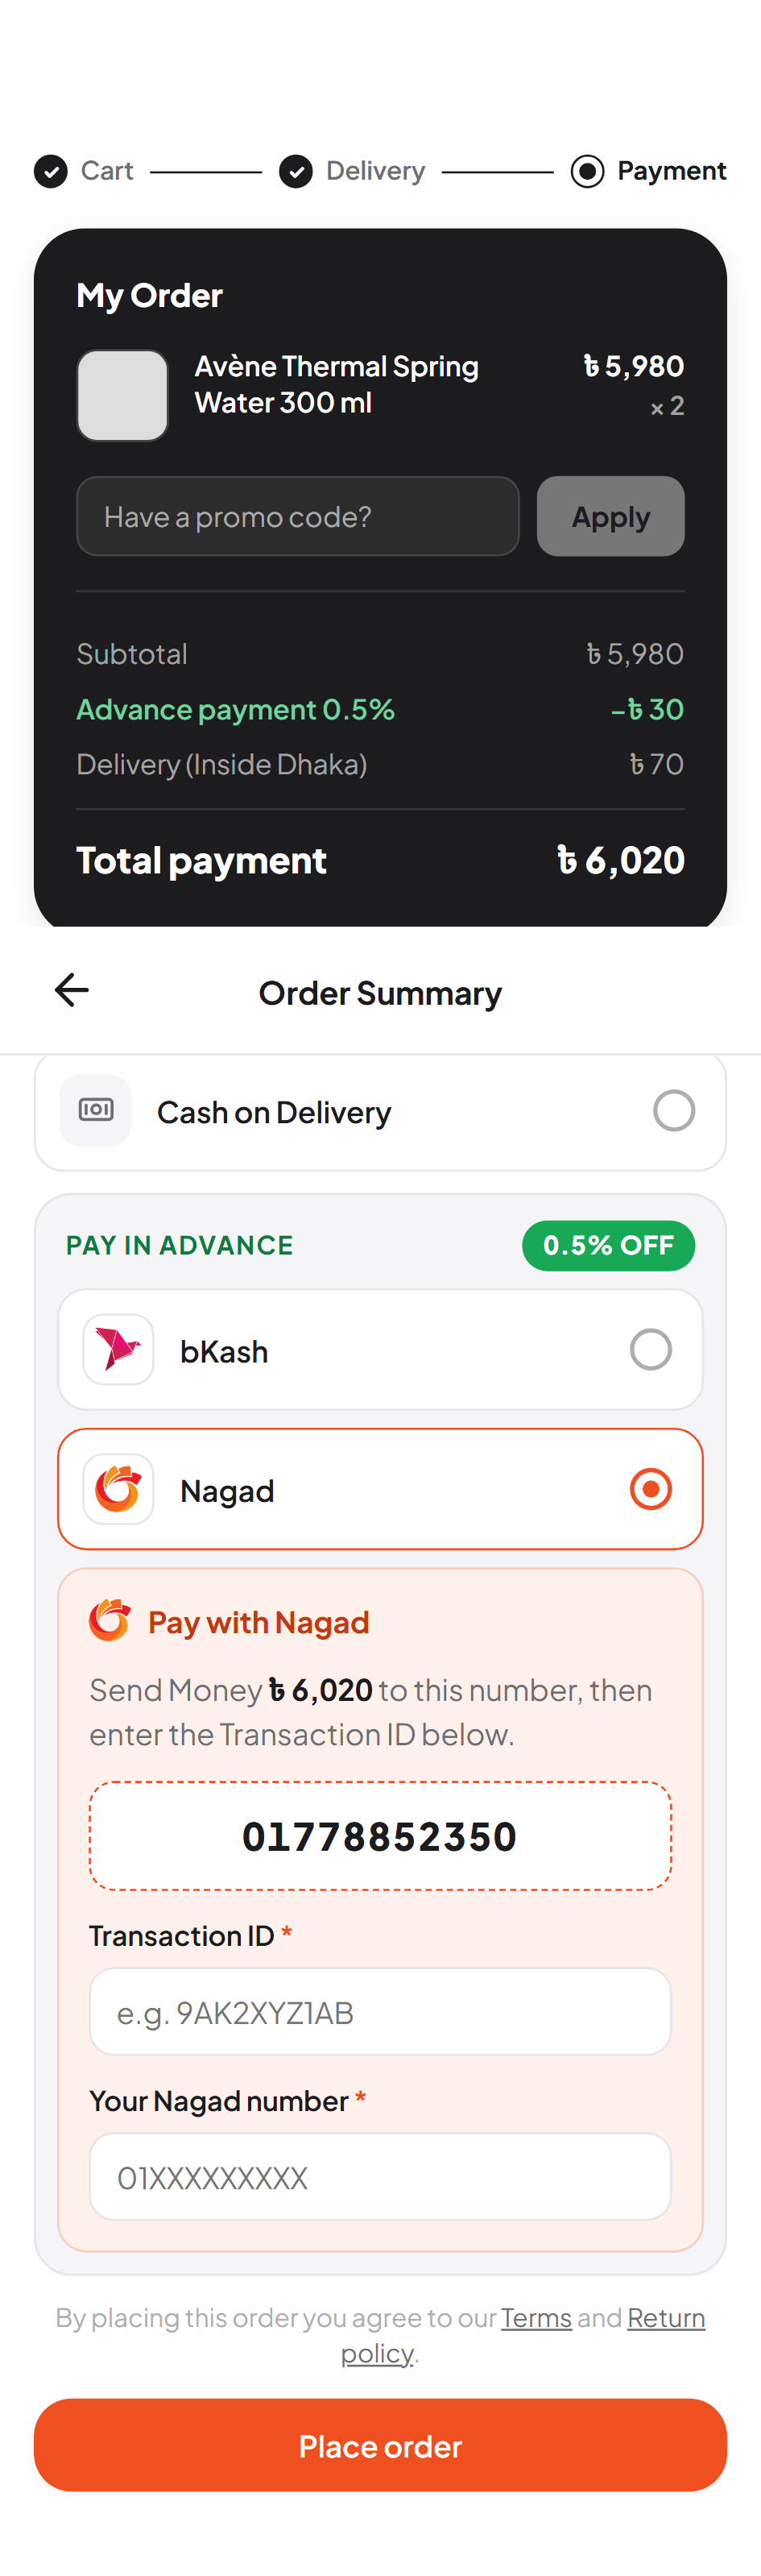 Cart Delivery Payment
My Order
Avène Thermal Spring ৳ 5,980
Water 300 ml × 2
Have a promo code? Apply
Subtotal ৳ 5,980
Advance payment 0.5% −৳ 30
Delivery (Inside Dhaka) ৳ 70
Total payment ৳ 6,020
Order Summary
Cash on Delivery
PAY IN ADVANCE 0.5% OFF
bKash
Nagad
Pay with Nagad
Send Money ৳ 6,020 to this number, then
enter the Transaction ID below.
01778852350
Transaction ID *
e.g. 9AK2XYZ1AB
Your Nagad number *
01XXXXXXXXX
By placing this order you agree to our Terms and Return
policy.
Place order